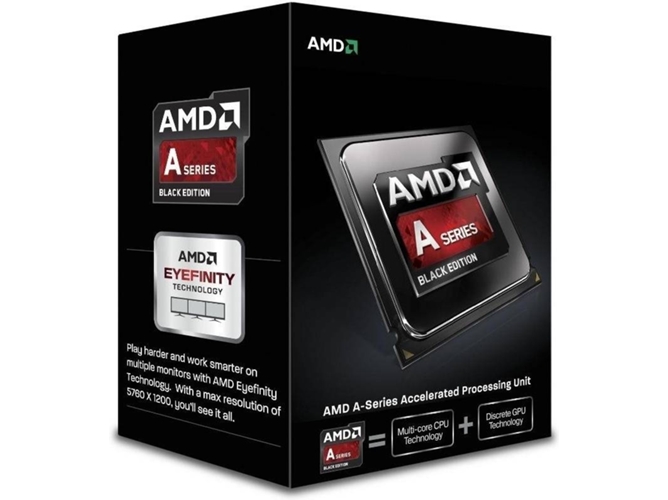 AMD
A SERIES
BLACK EDITION
AMD
EYEFINITY
TECHNOLOGY
Play harder and work smarter on
multiple monitors with AMD Eyefinity
Technology. With a max resolution of
5760 X 1200, you'll see it all.
AMD
AMD
A SERIES
BLACK EDITION
AMD A-Series Accelerated Processing Unit
AMD
A SERIES
BLACK EDITION
=
Multi-core CPU
Technology
+
Discrete GPU
Technology